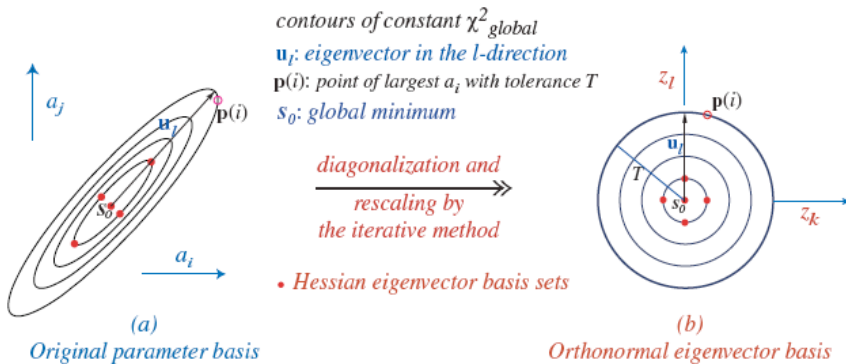 contours of constant χ²global
uₗ: eigenvector in the l-direction
p(i): point of largest aᵢ with tolerance T
s₀: global minimum
diagonalization and
rescaling by
the iterative method
• Hessian eigenvector basis sets
aⱼ
p(i)
uₗ
s₀
aᵢ
(a)
Original parameter basis
zₗ
p(i)
uₗ
T
s₀
zₖ
(b)
Orthonormal eigenvector basis